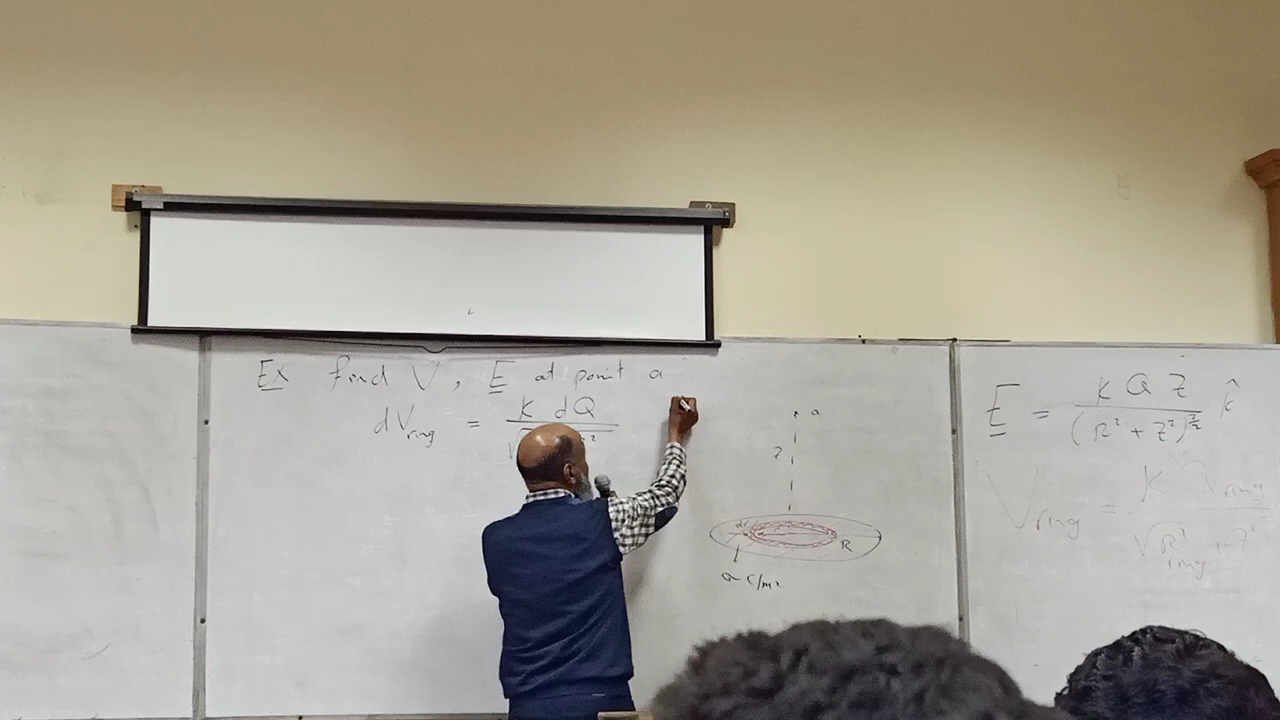 Ex find V, E at point a
dV_ring = K dQ / √
a
Z
dr
R
σ C/m²
E = K Q Z / (R² + Z²)^(3/2) k̂
V_ring = K Q_ring / √(R²_ring + Z²)